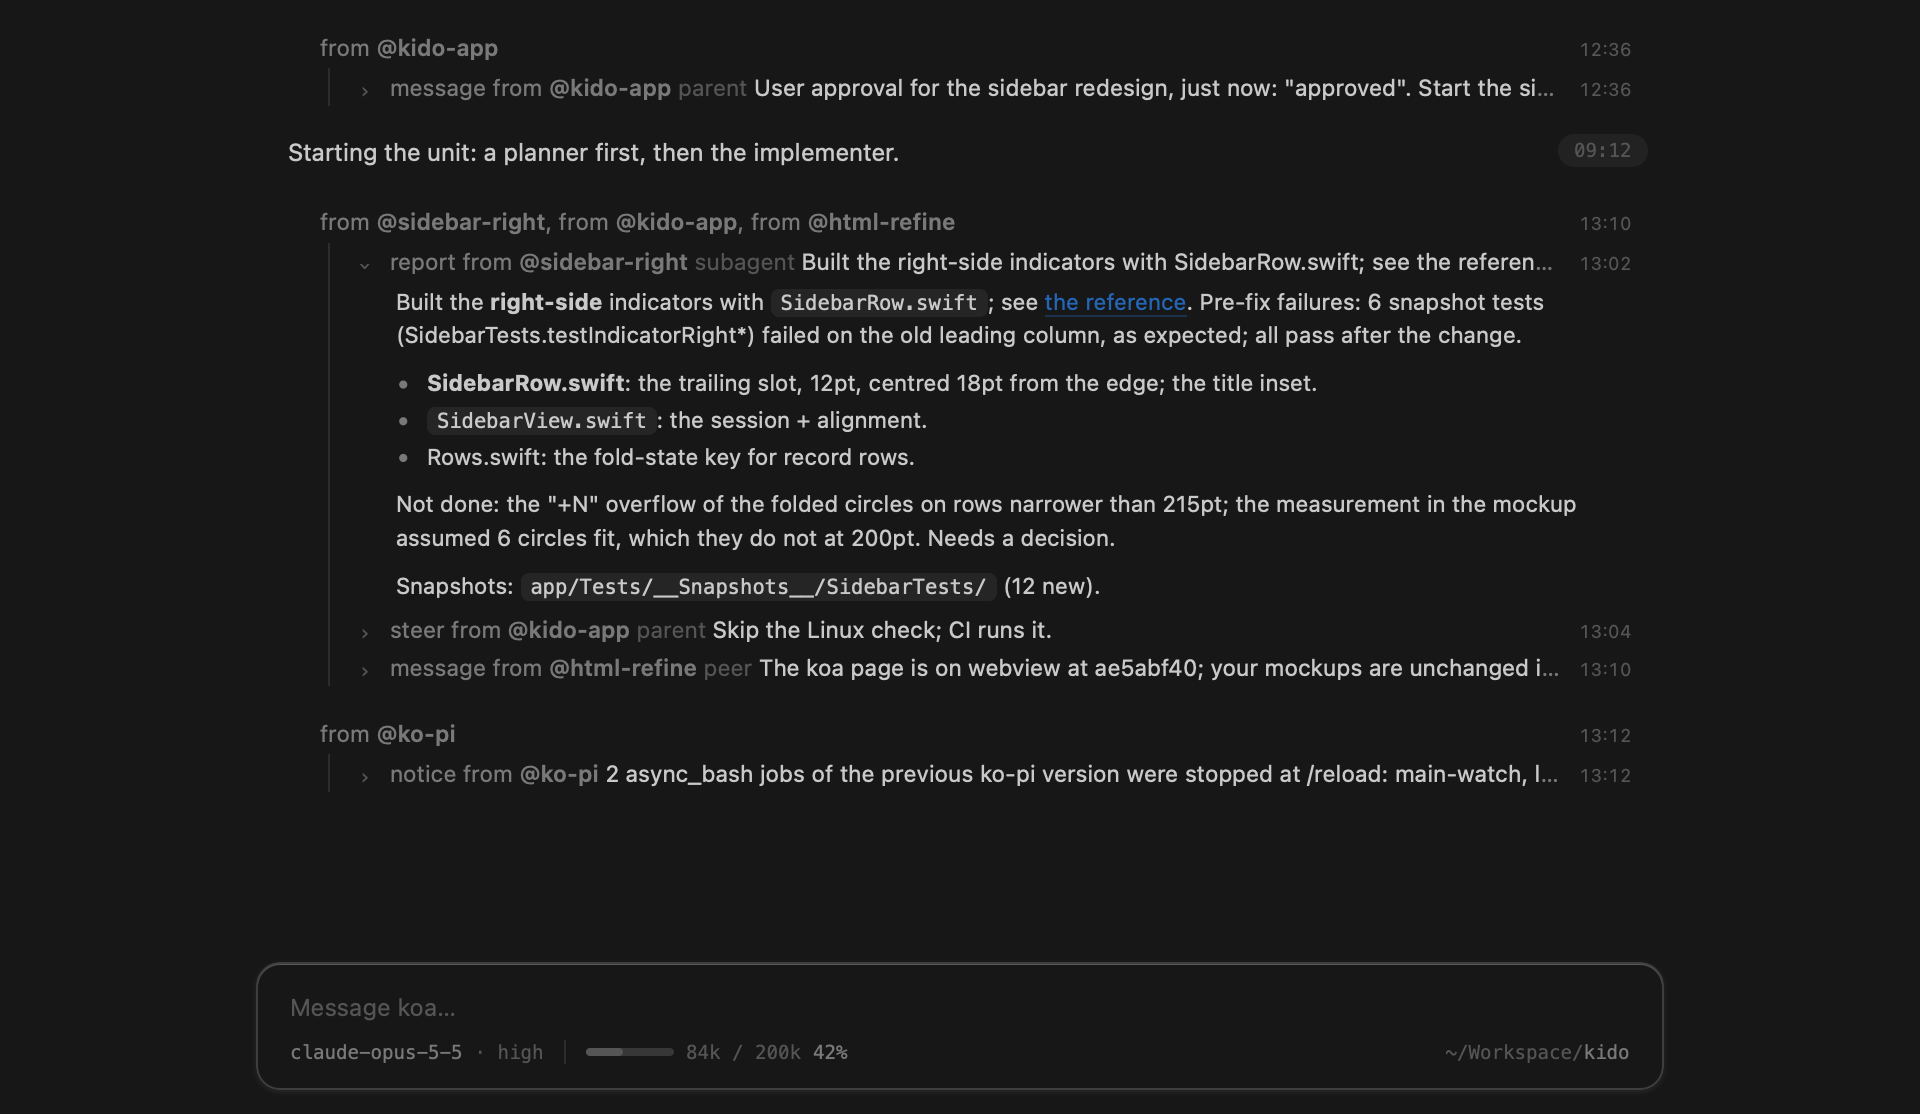 from @kido-app 12:36
› message from @kido-app parent User approval for the sidebar redesign, just now: "approved". Start the si… 12:36
Starting the unit: a planner first, then the implementer. 09:12
from @sidebar-right, from @kido-app, from @html-refine 13:10
report from @sidebar-right subagent Built the right-side indicators with SidebarRow.swift; see the referen… 13:02
Built the right-side indicators with SidebarRow.swift; see the reference. Pre-fix failures: 6 snapshot tests
(SidebarTests.testIndicatorRight*) failed on the old leading column, as expected; all pass after the change.
• SidebarRow.swift: the trailing slot, 12pt, centred 18pt from the edge; the title inset.
• SidebarView.swift: the session + alignment.
• Rows.swift: the fold-state key for record rows.
Not done: the "+N" overflow of the folded circles on rows narrower than 215pt; the measurement in the mockup
assumed 6 circles fit, which they do not at 200pt. Needs a decision.
Snapshots: app/Tests/__Snapshots__/SidebarTests/ (12 new).
› steer from @kido-app parent Skip the Linux check; CI runs it. 13:04
› message from @html-refine peer The koa page is on webview at ae5abf40; your mockups are unchanged i… 13:10
from @ko-pi 13:12
› notice from @ko-pi 2 async_bash jobs of the previous ko-pi version were stopped at /reload: main-watch, l… 13:12
Message koa…
claude-opus-5-5 · high 84k / 200k 42% ~/Workspace/kido